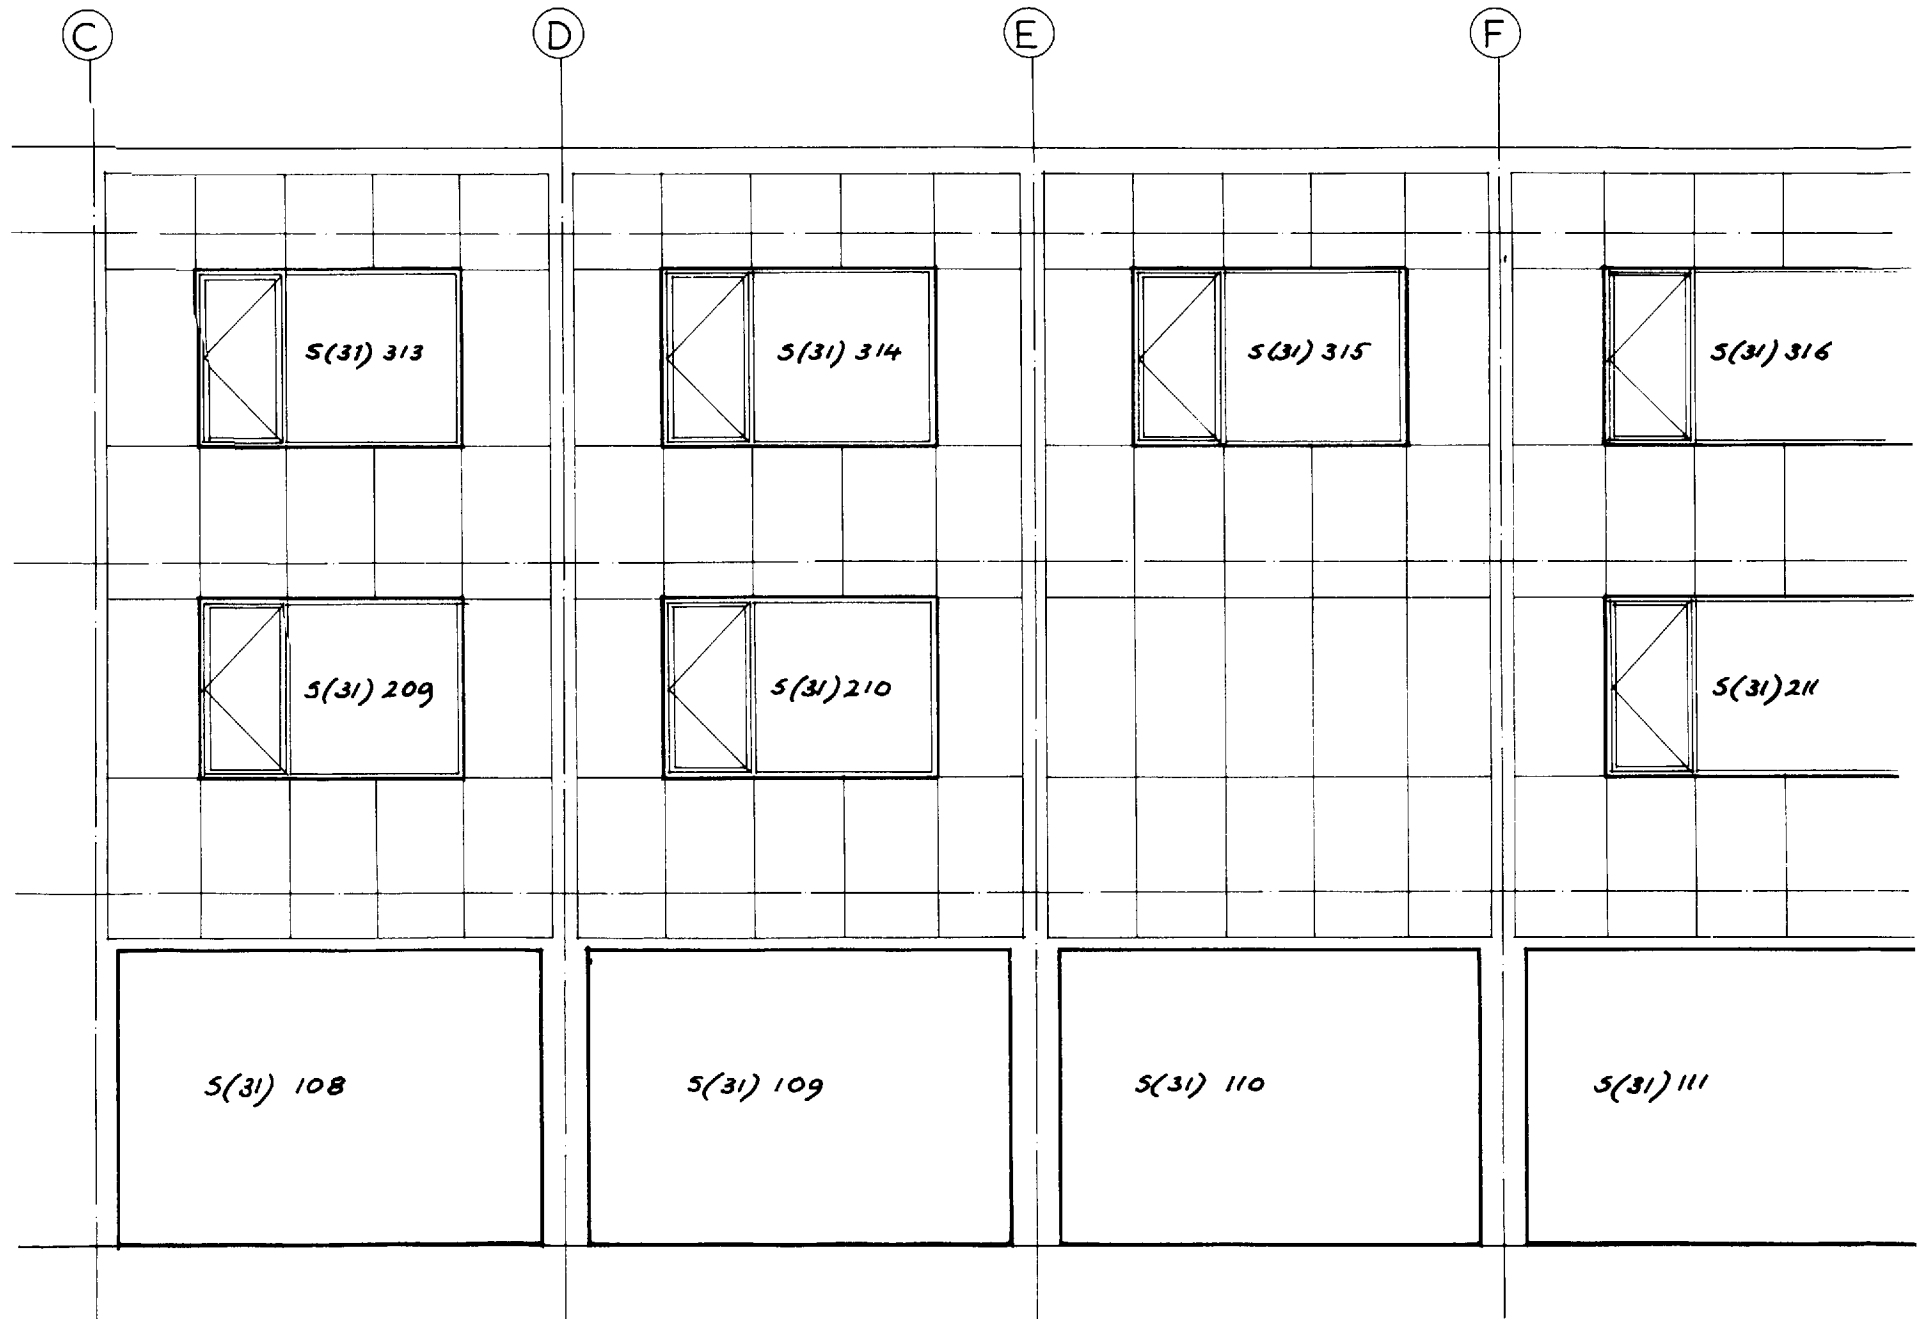 C D E F
S(31) 313 S(31) 314 S(31) 315 S(31) 316
S(31) 209 S(31) 210 S(31) 211
S(31) 108 S(31) 109 S(31) 110 S(31) 111